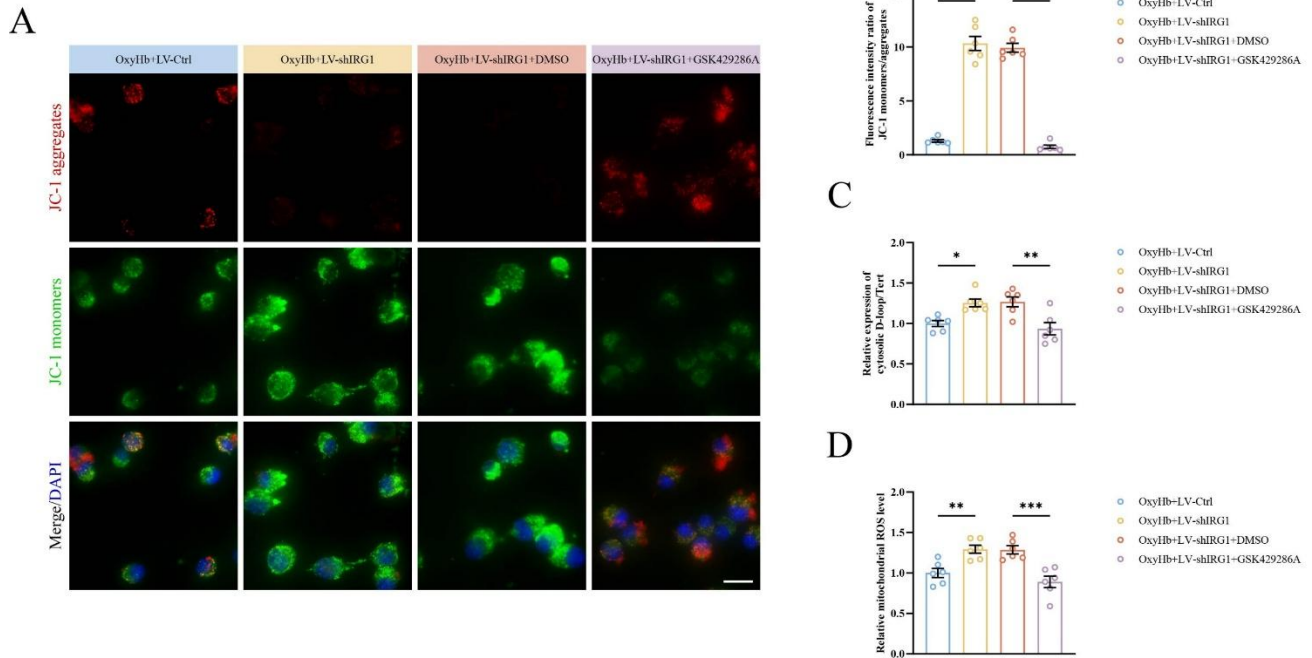 A
OxyHb+LV-Ctrl
OxyHb+LV-shIRG1
OxyHb+LV-shIRG1+DMSO
OxyHb+LV-shIRG1+GSK429286A
JC-1 aggregates
JC-1 monomers
Merge/DAPI
Fluorescence intensity ratio of
JC-1 monomers/aggregates
10
5
0
OxyHb+LV-Ctrl
OxyHb+LV-shIRG1
OxyHb+LV-shIRG1+DMSO
OxyHb+LV-shIRG1+GSK429286A
C
Relative expression of
cytosolic D-loop/Tert
2.0
1.5
1.0
0.5
0.0
*
**
OxyHb+LV-Ctrl
OxyHb+LV-shIRG1
OxyHb+LV-shIRG1+DMSO
OxyHb+LV-shIRG1+GSK429286A
D
Relative mitochondrial ROS level
2.0
1.5
1.0
0.5
0.0
**
***
OxyHb+LV-Ctrl
OxyHb+LV-shIRG1
OxyHb+LV-shIRG1+DMSO
OxyHb+LV-shIRG1+GSK429286A